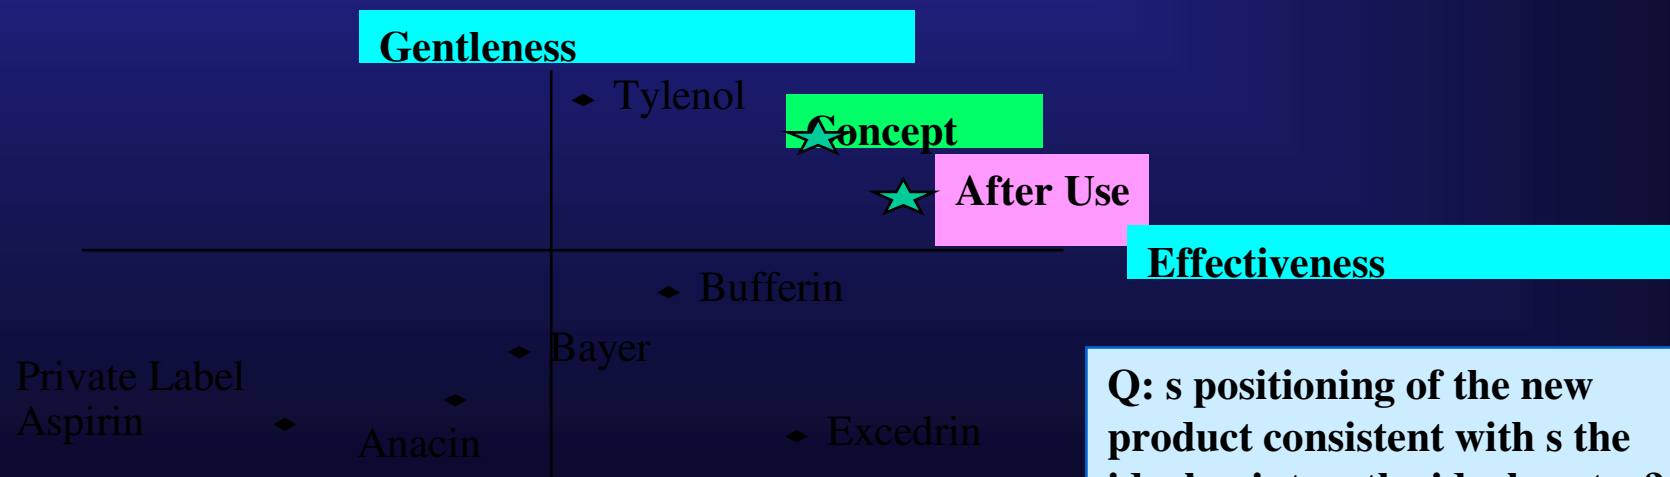 Gentleness
Tylenol
Concept
After Use
Effectiveness
Bufferin
Bayer
Private Label
Aspirin
Anacin
Excedrin
Q: s positioning of the new
product consistent with s the